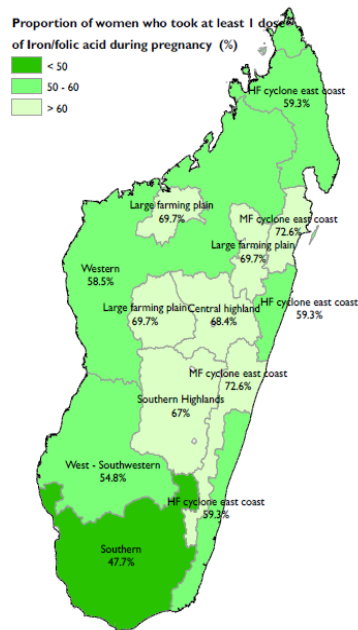 Proportion of women who took at least 1 dose
of Iron/folic acid during pregnancy (%)
< 50
50 - 60
> 60
HF cyclone east coast
59.3%
Large farming plain
69.7%
MF cyclone east coast
72.6%
Large farming plain
69.7%
Western
58.5%
Large farming plain
69.7%
Central highland
68.4%
HF cyclone east coast
59.3%
MF cyclone east coast
72.6%
Southern Highlands
67%
West - Southwestern
54.8%
HF cyclone east coast
59.3%
Southern
47.7%